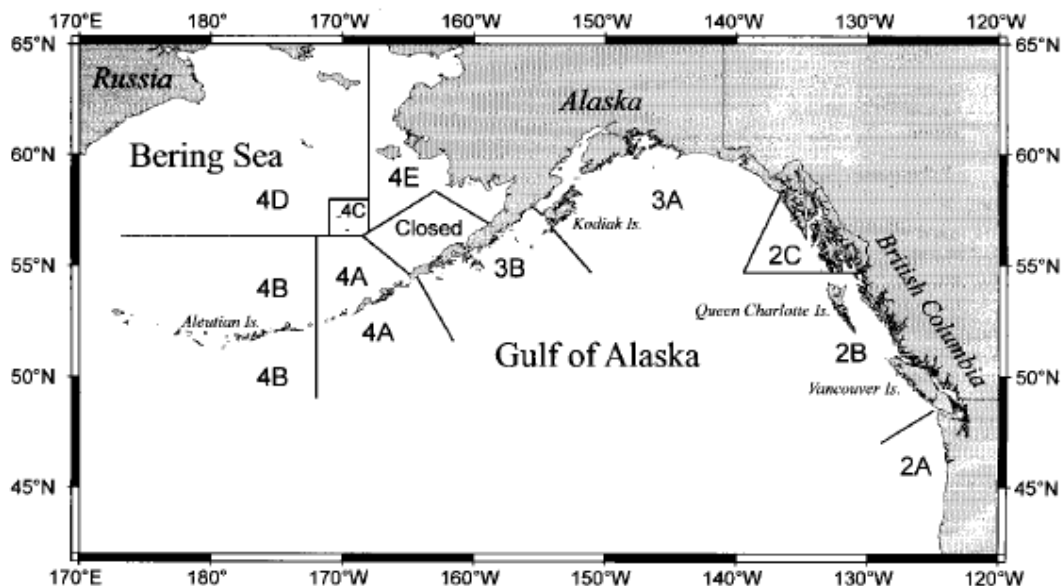 170°E 180° 170°W 160°W 150°W 140°W 130°W 120°W
65°N 65°N
Russia
Alaska
60°N 60°N
Bering Sea
4E
4D
.4C
3A
Closed
Kodiak Is.
3B
2C
British Columbia
55°N 55°N
4A
4B
Queen Charlotte Is.
Aleutian Is.
4A
2B
Gulf of Alaska
50°N 50°N
4B
Vancouver Is.
2A
45°N 45°N
170°E 180° 170°W 160°W 150°W 140°W 130°W 120°W